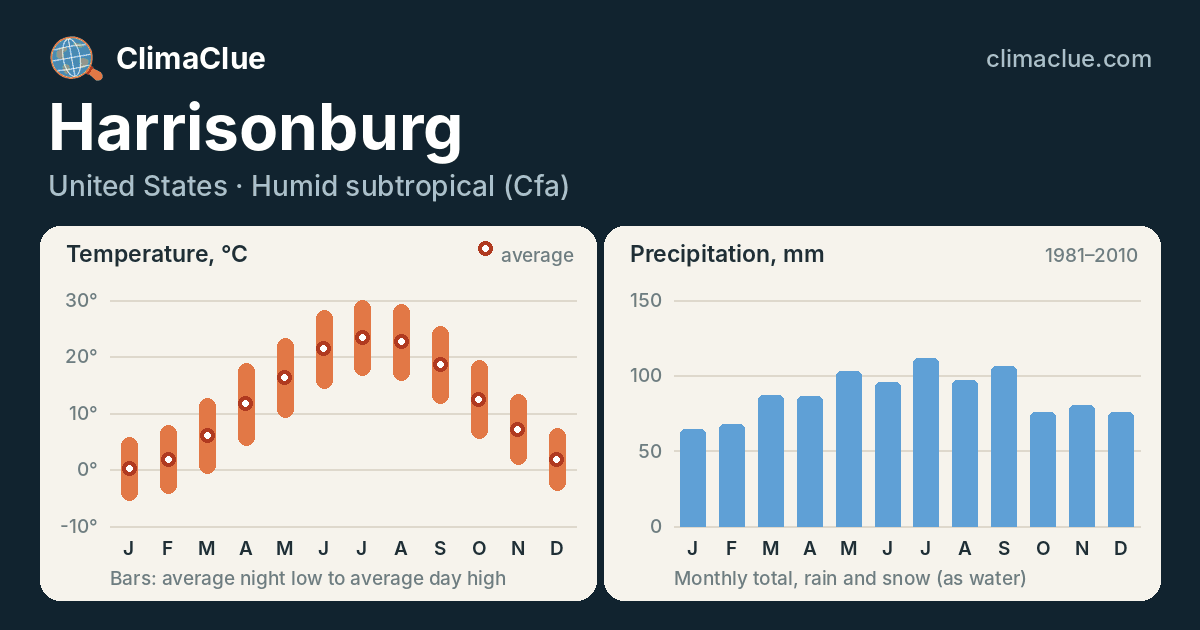 ClimaClue
climaclue.com
Harrisonburg
United States · Humid subtropical (Cfa)
Temperature, °C
average
30°
20°
10°
0°
-10°
J F M A M J J A S O N D
Bars: average night low to average day high
Precipitation, mm
1981–2010
150
100
50
0
J F M A M J J A S O N D
Monthly total, rain and snow (as water)